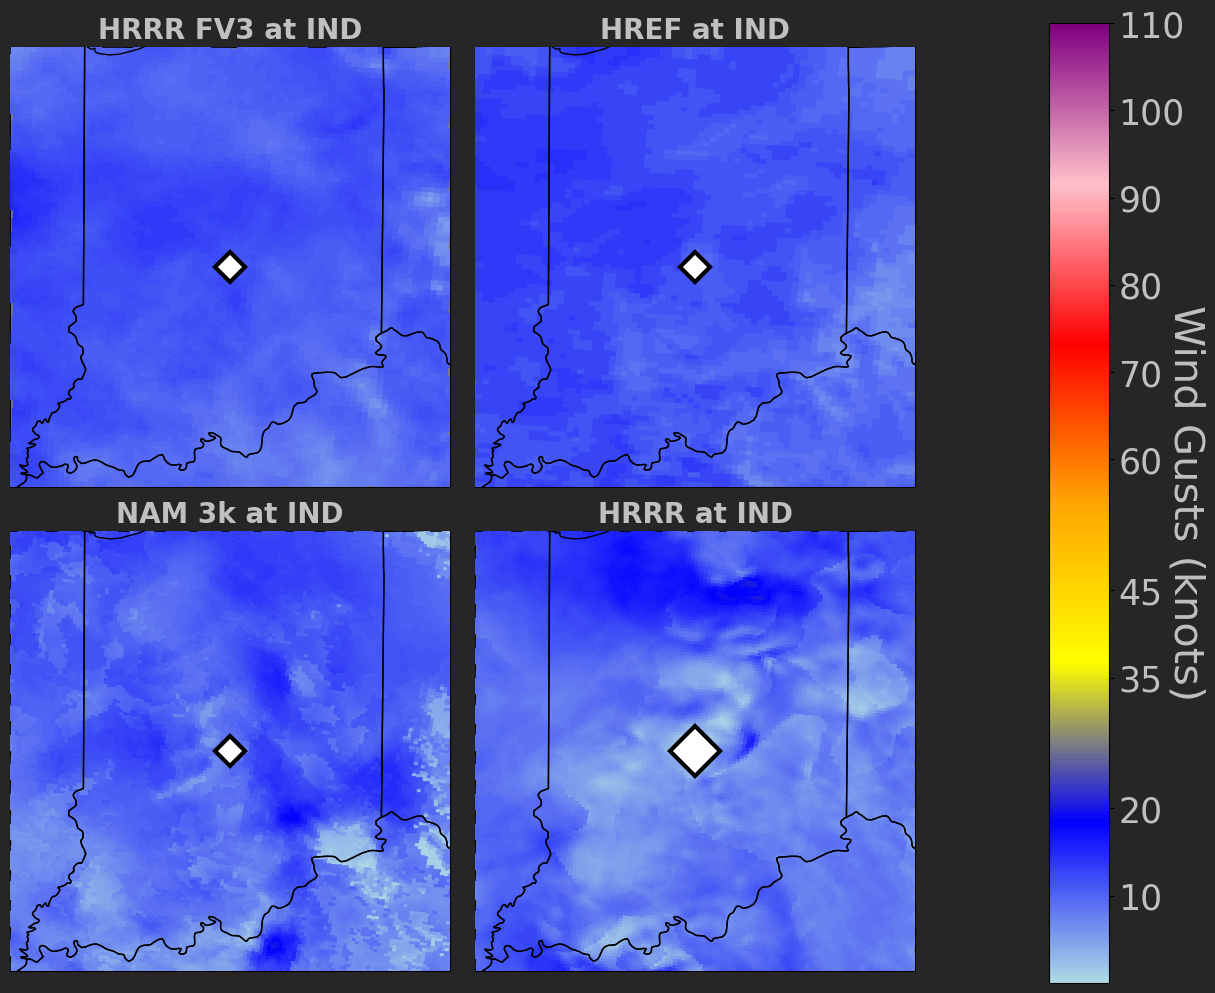 HRRR FV3 at IND
HREF at IND
NAM 3k at IND
HRRR at IND
110
100
90
80
70
60
45
35
20
10
Wind Gusts (knots)